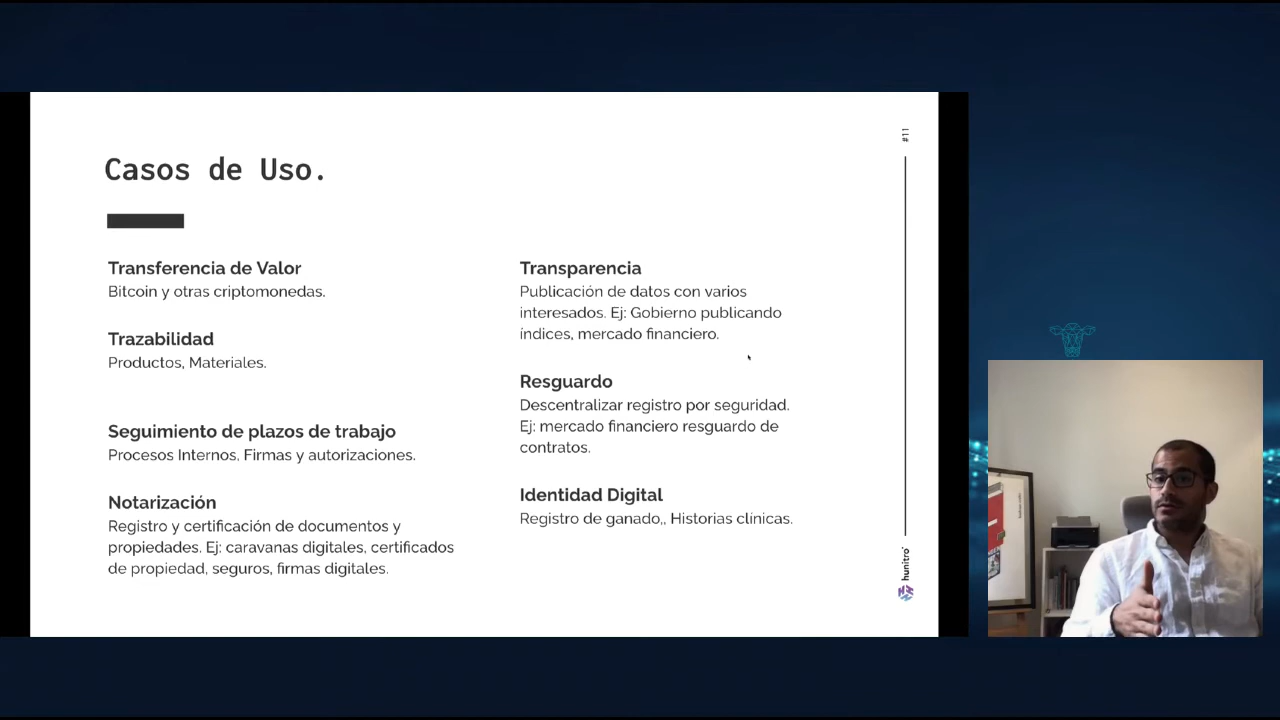 Casos de Uso.
Transferencia de Valor
Bitcoin y otras criptomonedas.
Trazabilidad
Productos, Materiales.
Seguimiento de plazos de trabajo
Procesos Internos. Firmas y autorizaciones.
Notarización
Registro y certificación de documentos y
propiedades. Ej: caravanas digitales, certificados
de propiedad, seguros, firmas digitales.
Transparencia
Publicación de datos con varios
interesados. Ej: Gobierno publicando
índices, mercado financiero.
Resguardo
Descentralizar registro por seguridad.
Ej: mercado financiero resguardo de
contratos.
Identidad Digital
Registro de ganado,, Historias clínicas.
#11
hunitro